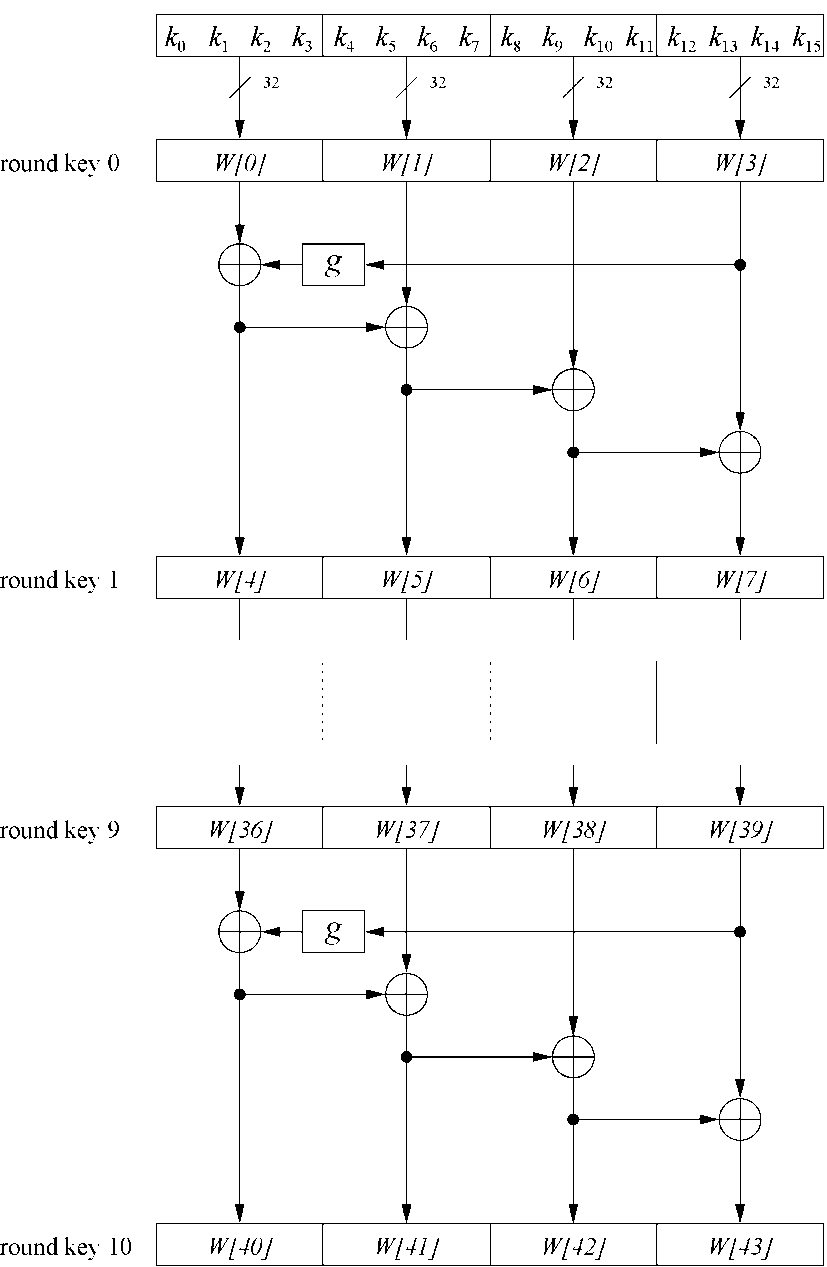 k0 k1 k2 k3 k4 k5 k6 k7 k8 k9 k10 k11 k12 k13 k14 k15
32 32 32 32
round key 0 W[0] W[1] W[2] W[3]
g
round key 1 W[4] W[5] W[6] W[7]
round key 9 W[36] W[37] W[38] W[39]
g
round key 10 W[40] W[41] W[42] W[43]